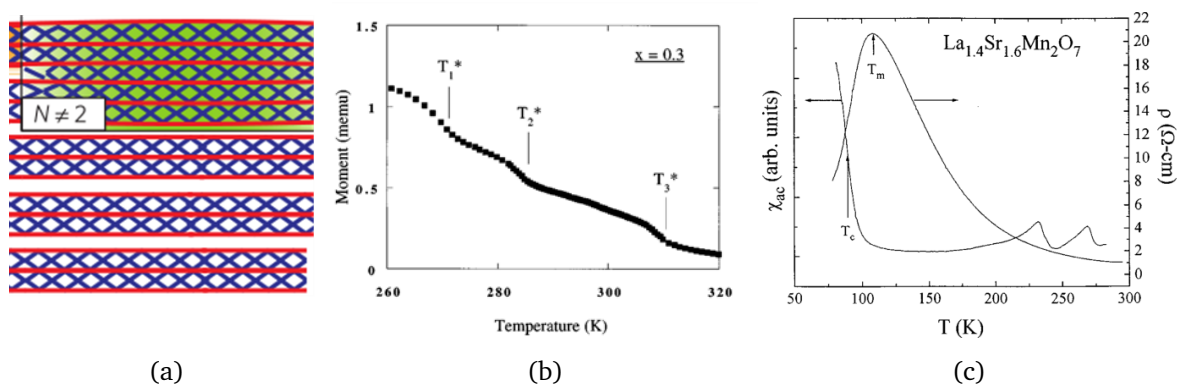 N ≠ 2
(a)
Moment (memu)
1.5
1
0.5
0
x = 0.3
T₁*
T₂*
T₃*
260
280
300
320
Temperature (K)
(b)
χac (arb. units)
La₁.₄Sr₁.₆Mn₂O₇
Tm
Tc
22
20
18
16
14
12
10
8
6
4
2
0
ρ (Ω-cm)
50
100
150
200
250
300
T (K)
(c)